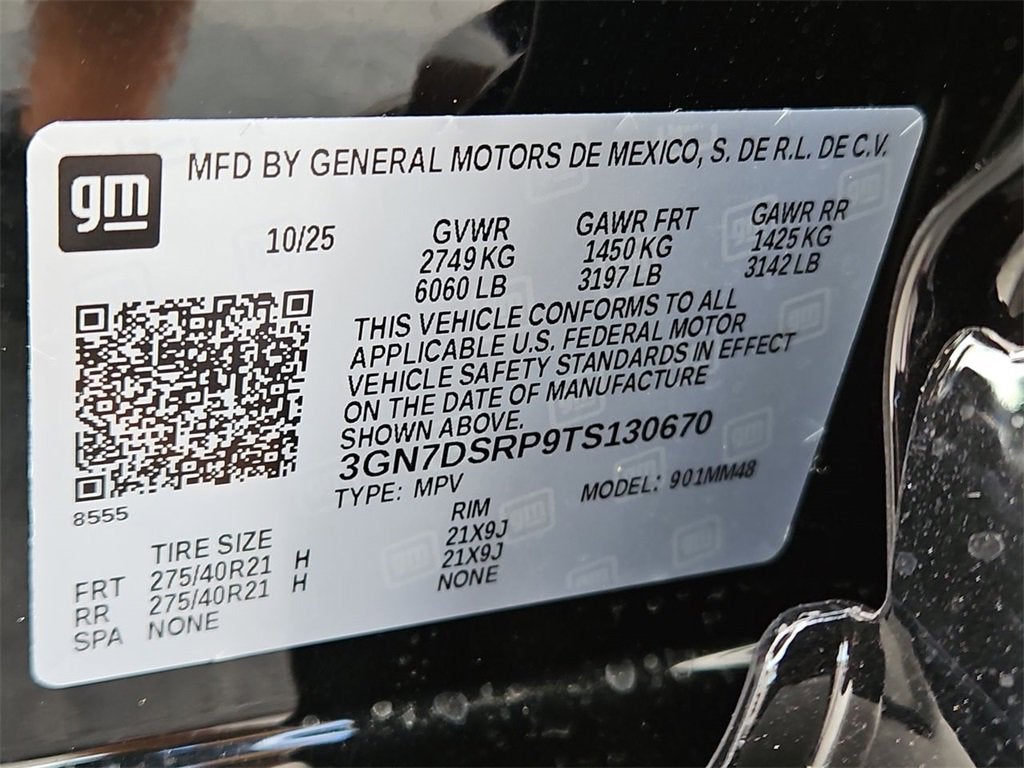 gm
MFD BY GENERAL MOTORS DE MEXICO, S. DE R.L. DE C.V.
10/25
GVWR
2749 KG
6060 LB
GAWR FRT
1450 KG
3197 LB
GAWR RR
1425 KG
3142 LB
THIS VEHICLE CONFORMS TO ALL
APPLICABLE U.S. FEDERAL MOTOR
VEHICLE SAFETY STANDARDS IN EFFECT
ON THE DATE OF MANUFACTURE
SHOWN ABOVE.
3GN7DSRP9TS130670
TYPE: MPV
MODEL: 901MM48
8555
TIRE SIZE
RIM
FRT 275/40R21 H 21X9J
RR 275/40R21 H 21X9J
SPA NONE NONE